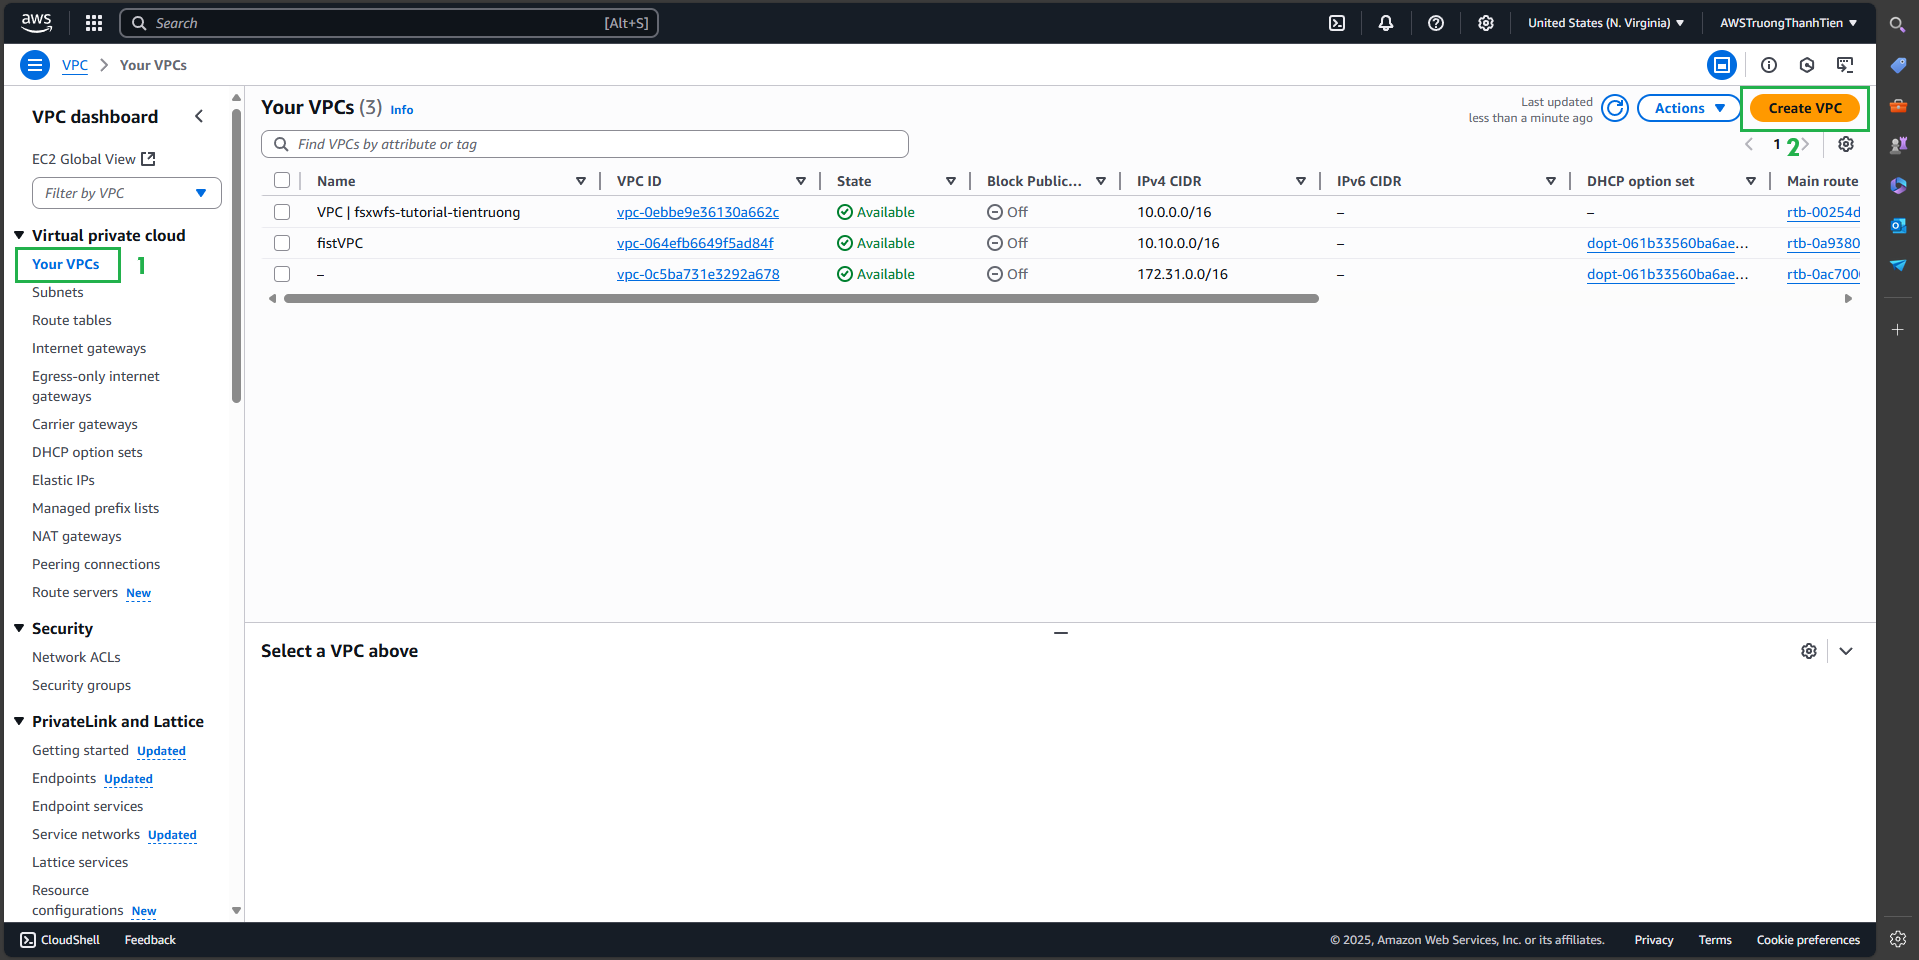 aws
Search [Alt+S]
United States (N. Virginia)
AWSTruongThanhTien
VPC
Your VPCs
VPC dashboard
EC2 Global View
Filter by VPC
Virtual private cloud
Your VPCs 1
Subnets
Route tables
Internet gateways
Egress-only internet
gateways
Carrier gateways
DHCP option sets
Elastic IPs
Managed prefix lists
NAT gateways
Peering connections
Route servers New
Security
Network ACLs
Security groups
PrivateLink and Lattice
Getting started Updated
Endpoints Updated
Endpoint services
Service networks Updated
Lattice services
Resource
configurations New
Your VPCs (3) Info
Last updated
less than a minute ago
Actions
Create VPC
Find VPCs by attribute or tag
1 2
Name VPC ID State Block Public... IPv4 CIDR IPv6 CIDR DHCP option set Main route
VPC | fsxwfs-tutorial-tientruong vpc-0ebbe9e36130a662c Available Off 10.0.0.0/16 – – rtb-00254d
fistVPC vpc-064efb6649f5ad84f Available Off 10.10.0.0/16 – dopt-061b33560ba6ae... rtb-0a9380
– vpc-0c5ba731e3292a678 Available Off 172.31.0.0/16 – dopt-061b33560ba6ae... rtb-0ac700
Select a VPC above
CloudShell
Feedback
© 2025, Amazon Web Services, Inc. or its affiliates.
Privacy
Terms
Cookie preferences